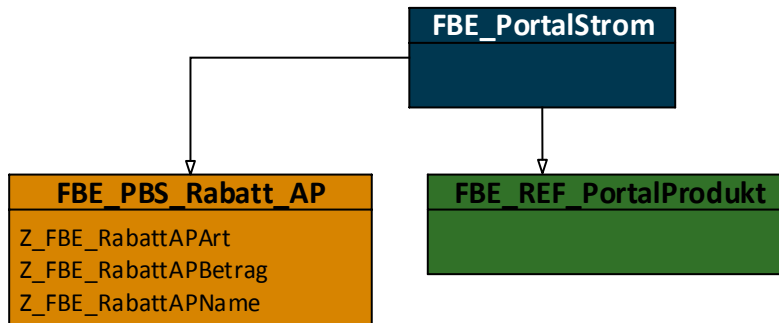 FBE_PortalStrom
FBE_PBS_Rabatt_AP
Z_FBE_RabattAPArt
Z_FBE_RabattAPBetrag
Z_FBE_RabattAPName
FBE_REF_PortalProdukt